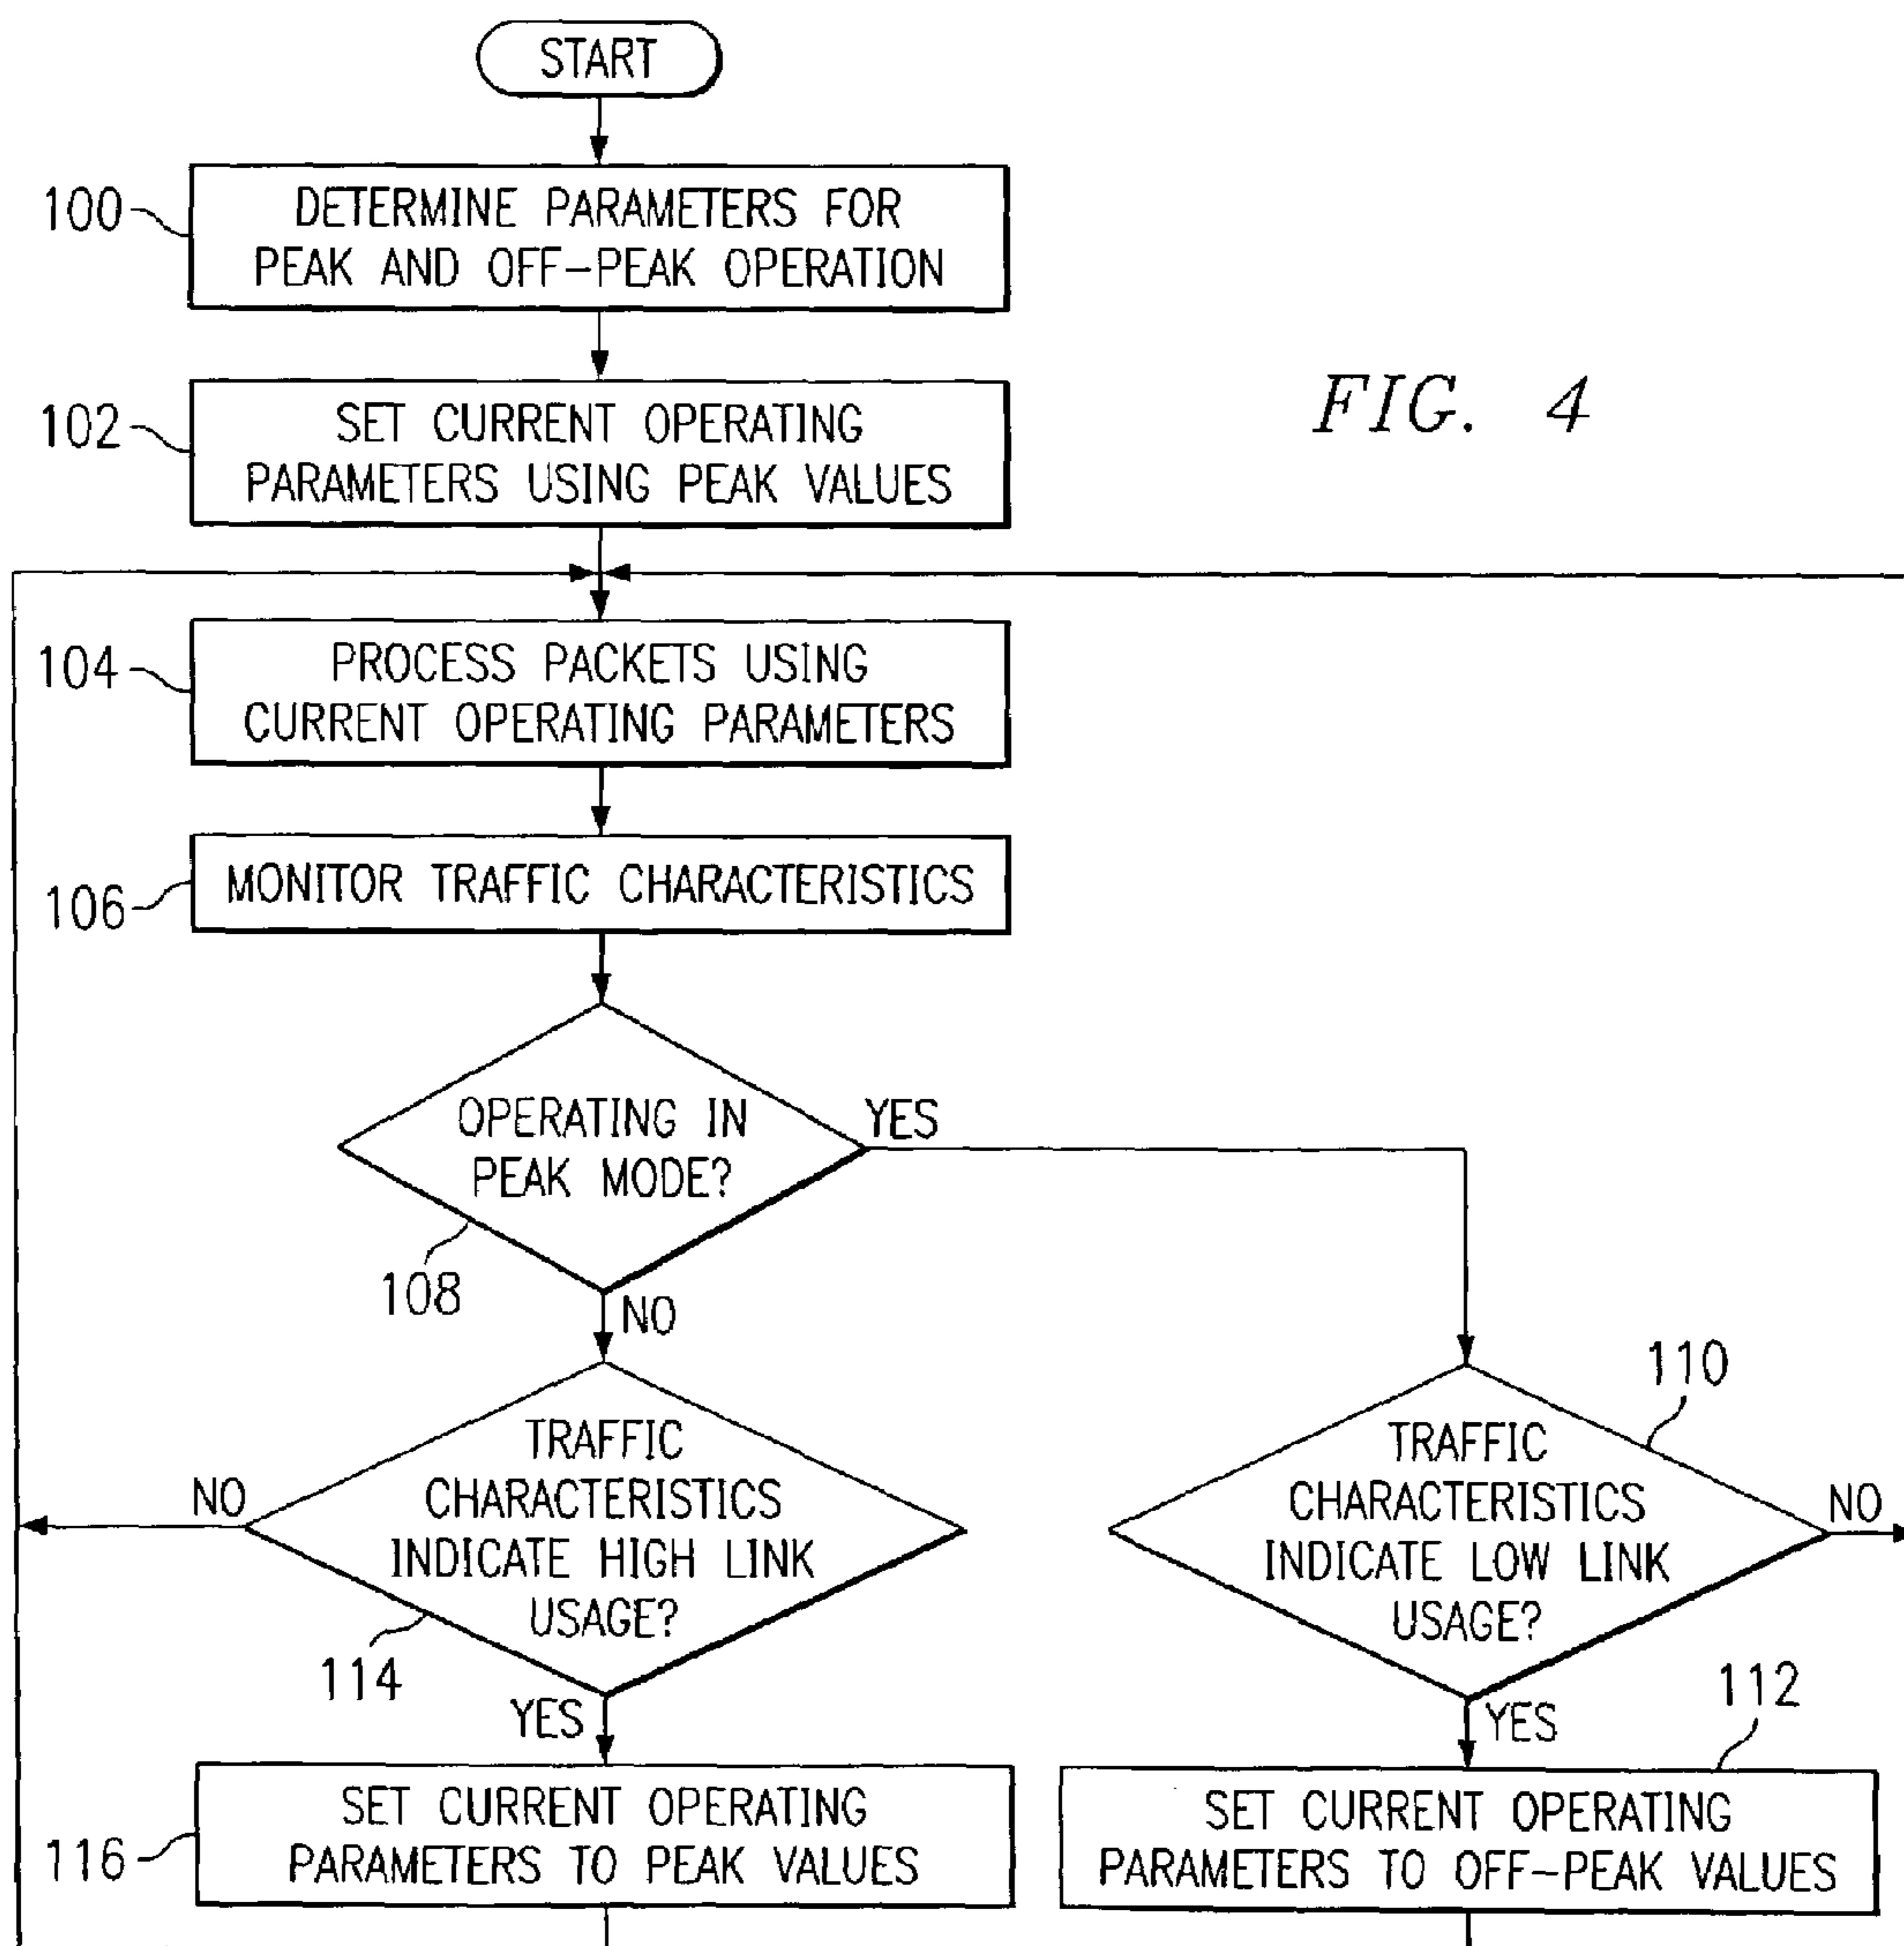 START
100
DETERMINE PARAMETERS FOR
PEAK AND OFF-PEAK OPERATION
102
SET CURRENT OPERATING
PARAMETERS USING PEAK VALUES
FIG. 4
104
PROCESS PACKETS USING
CURRENT OPERATING PARAMETERS
106
MONITOR TRAFFIC CHARACTERISTICS
OPERATING IN
PEAK MODE?
YES
108
NO
110
TRAFFIC
CHARACTERISTICS
INDICATE HIGH LINK
USAGE?
NO
114
YES
TRAFFIC
CHARACTERISTICS
INDICATE LOW LINK
USAGE?
NO
YES
112
116
SET CURRENT OPERATING
PARAMETERS TO PEAK VALUES
SET CURRENT OPERATING
PARAMETERS TO OFF-PEAK VALUES